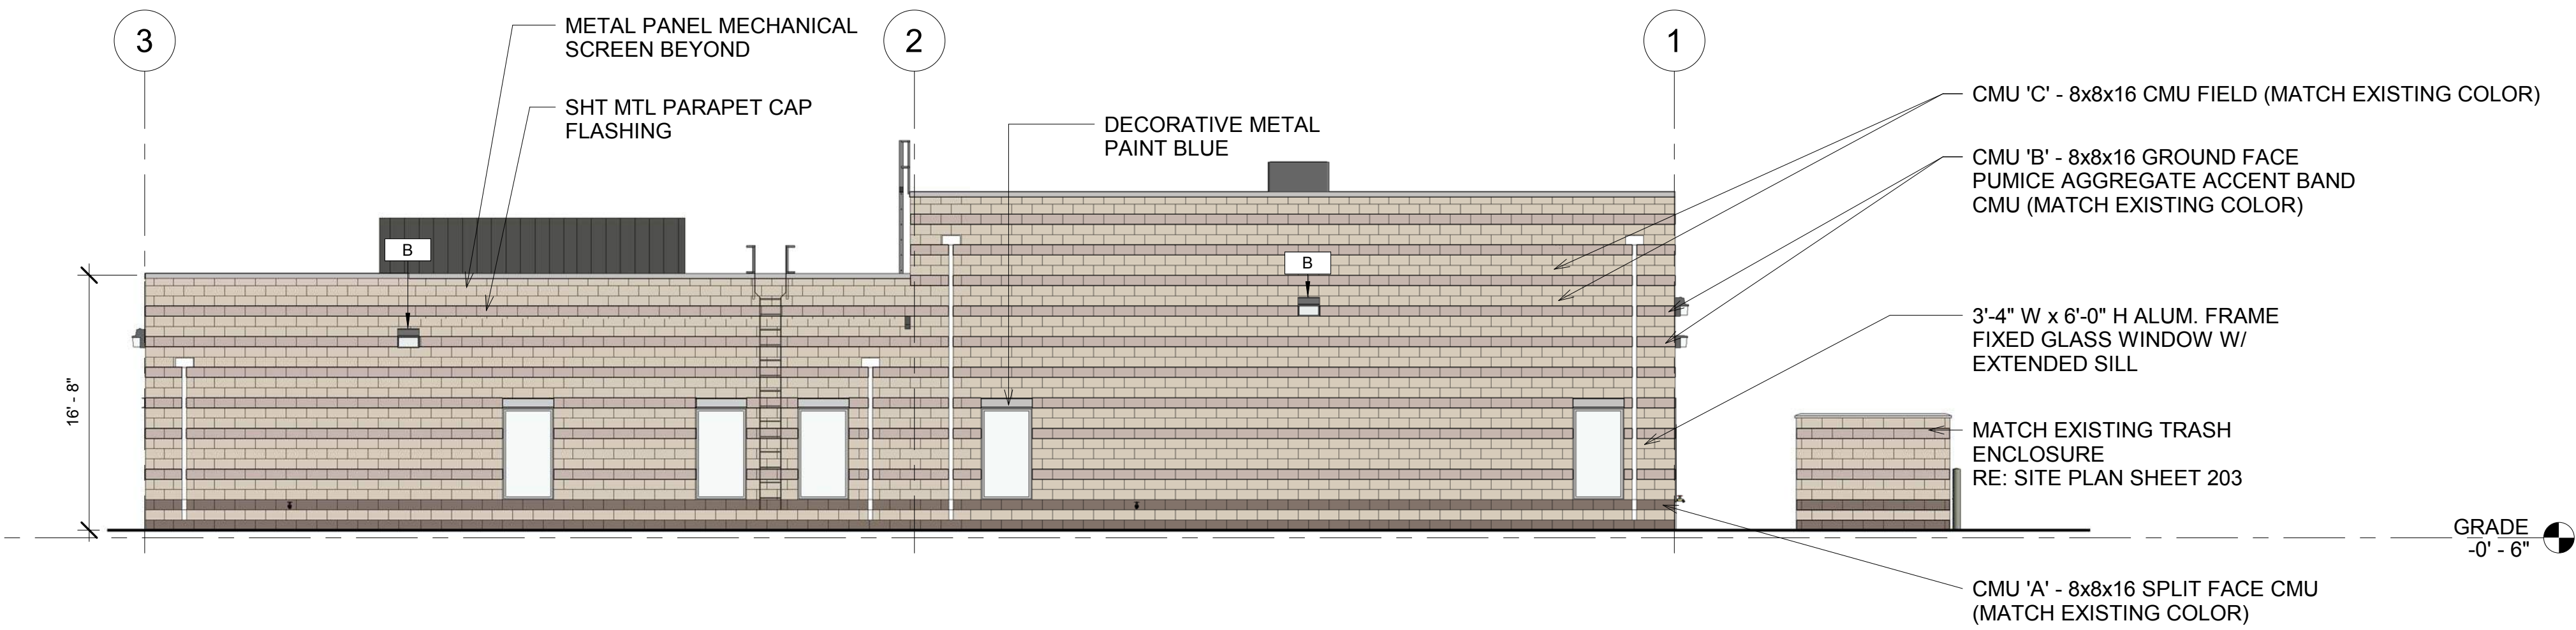 3
2
1
METAL PANEL MECHANICAL
SCREEN BEYOND
SHT MTL PARAPET CAP
FLASHING
DECORATIVE METAL
PAINT BLUE
CMU 'C' - 8x8x16 CMU FIELD (MATCH EXISTING COLOR)
CMU 'B' - 8x8x16 GROUND FACE
PUMICE AGGREGATE ACCENT BAND
CMU (MATCH EXISTING COLOR)
B
B
3'-4" W x 6'-0" H ALUM. FRAME
FIXED GLASS WINDOW W/
EXTENDED SILL
16' - 8"
MATCH EXISTING TRASH
ENCLOSURE
RE: SITE PLAN SHEET 203
GRADE
-0' - 6"
CMU 'A' - 8x8x16 SPLIT FACE CMU
(MATCH EXISTING COLOR)